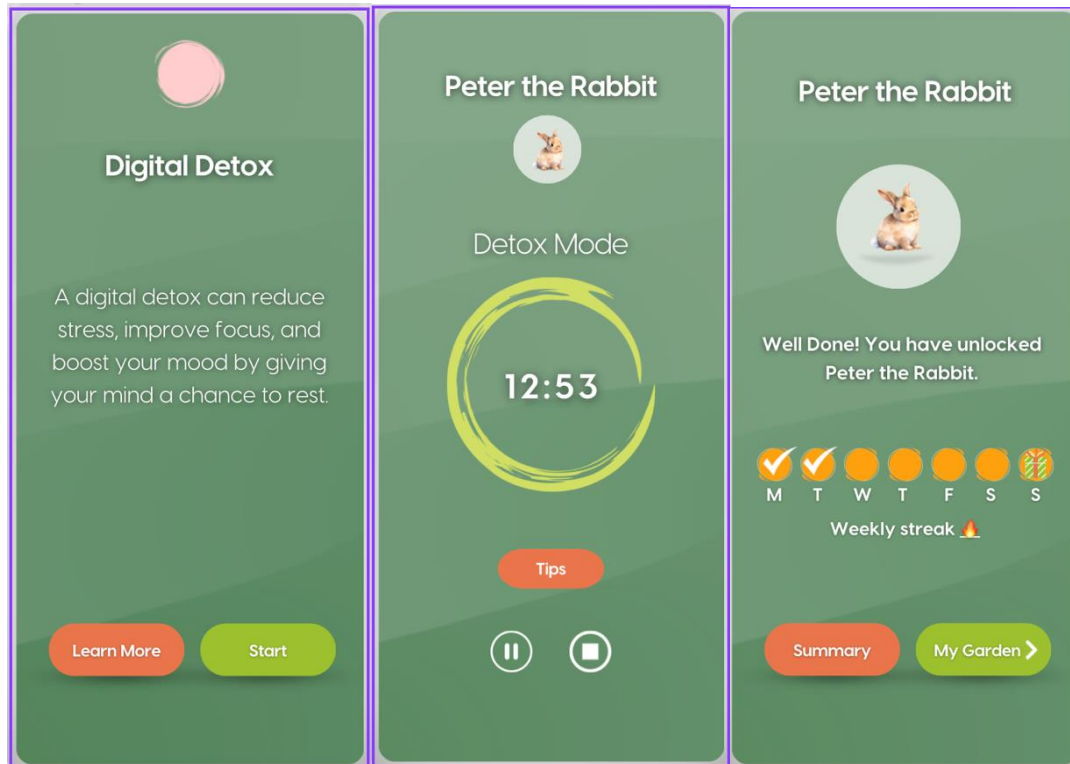 Digital Detox
A digital detox can reduce
stress, improve focus, and
boost your mood by giving
your mind a chance to rest.
Learn More
Start
Peter the Rabbit
Detox Mode
12:53
Tips
Peter the Rabbit
Well Done! You have unlocked
Peter the Rabbit.
M T W T F S S
Weekly streak 🔥
Summary
My Garden